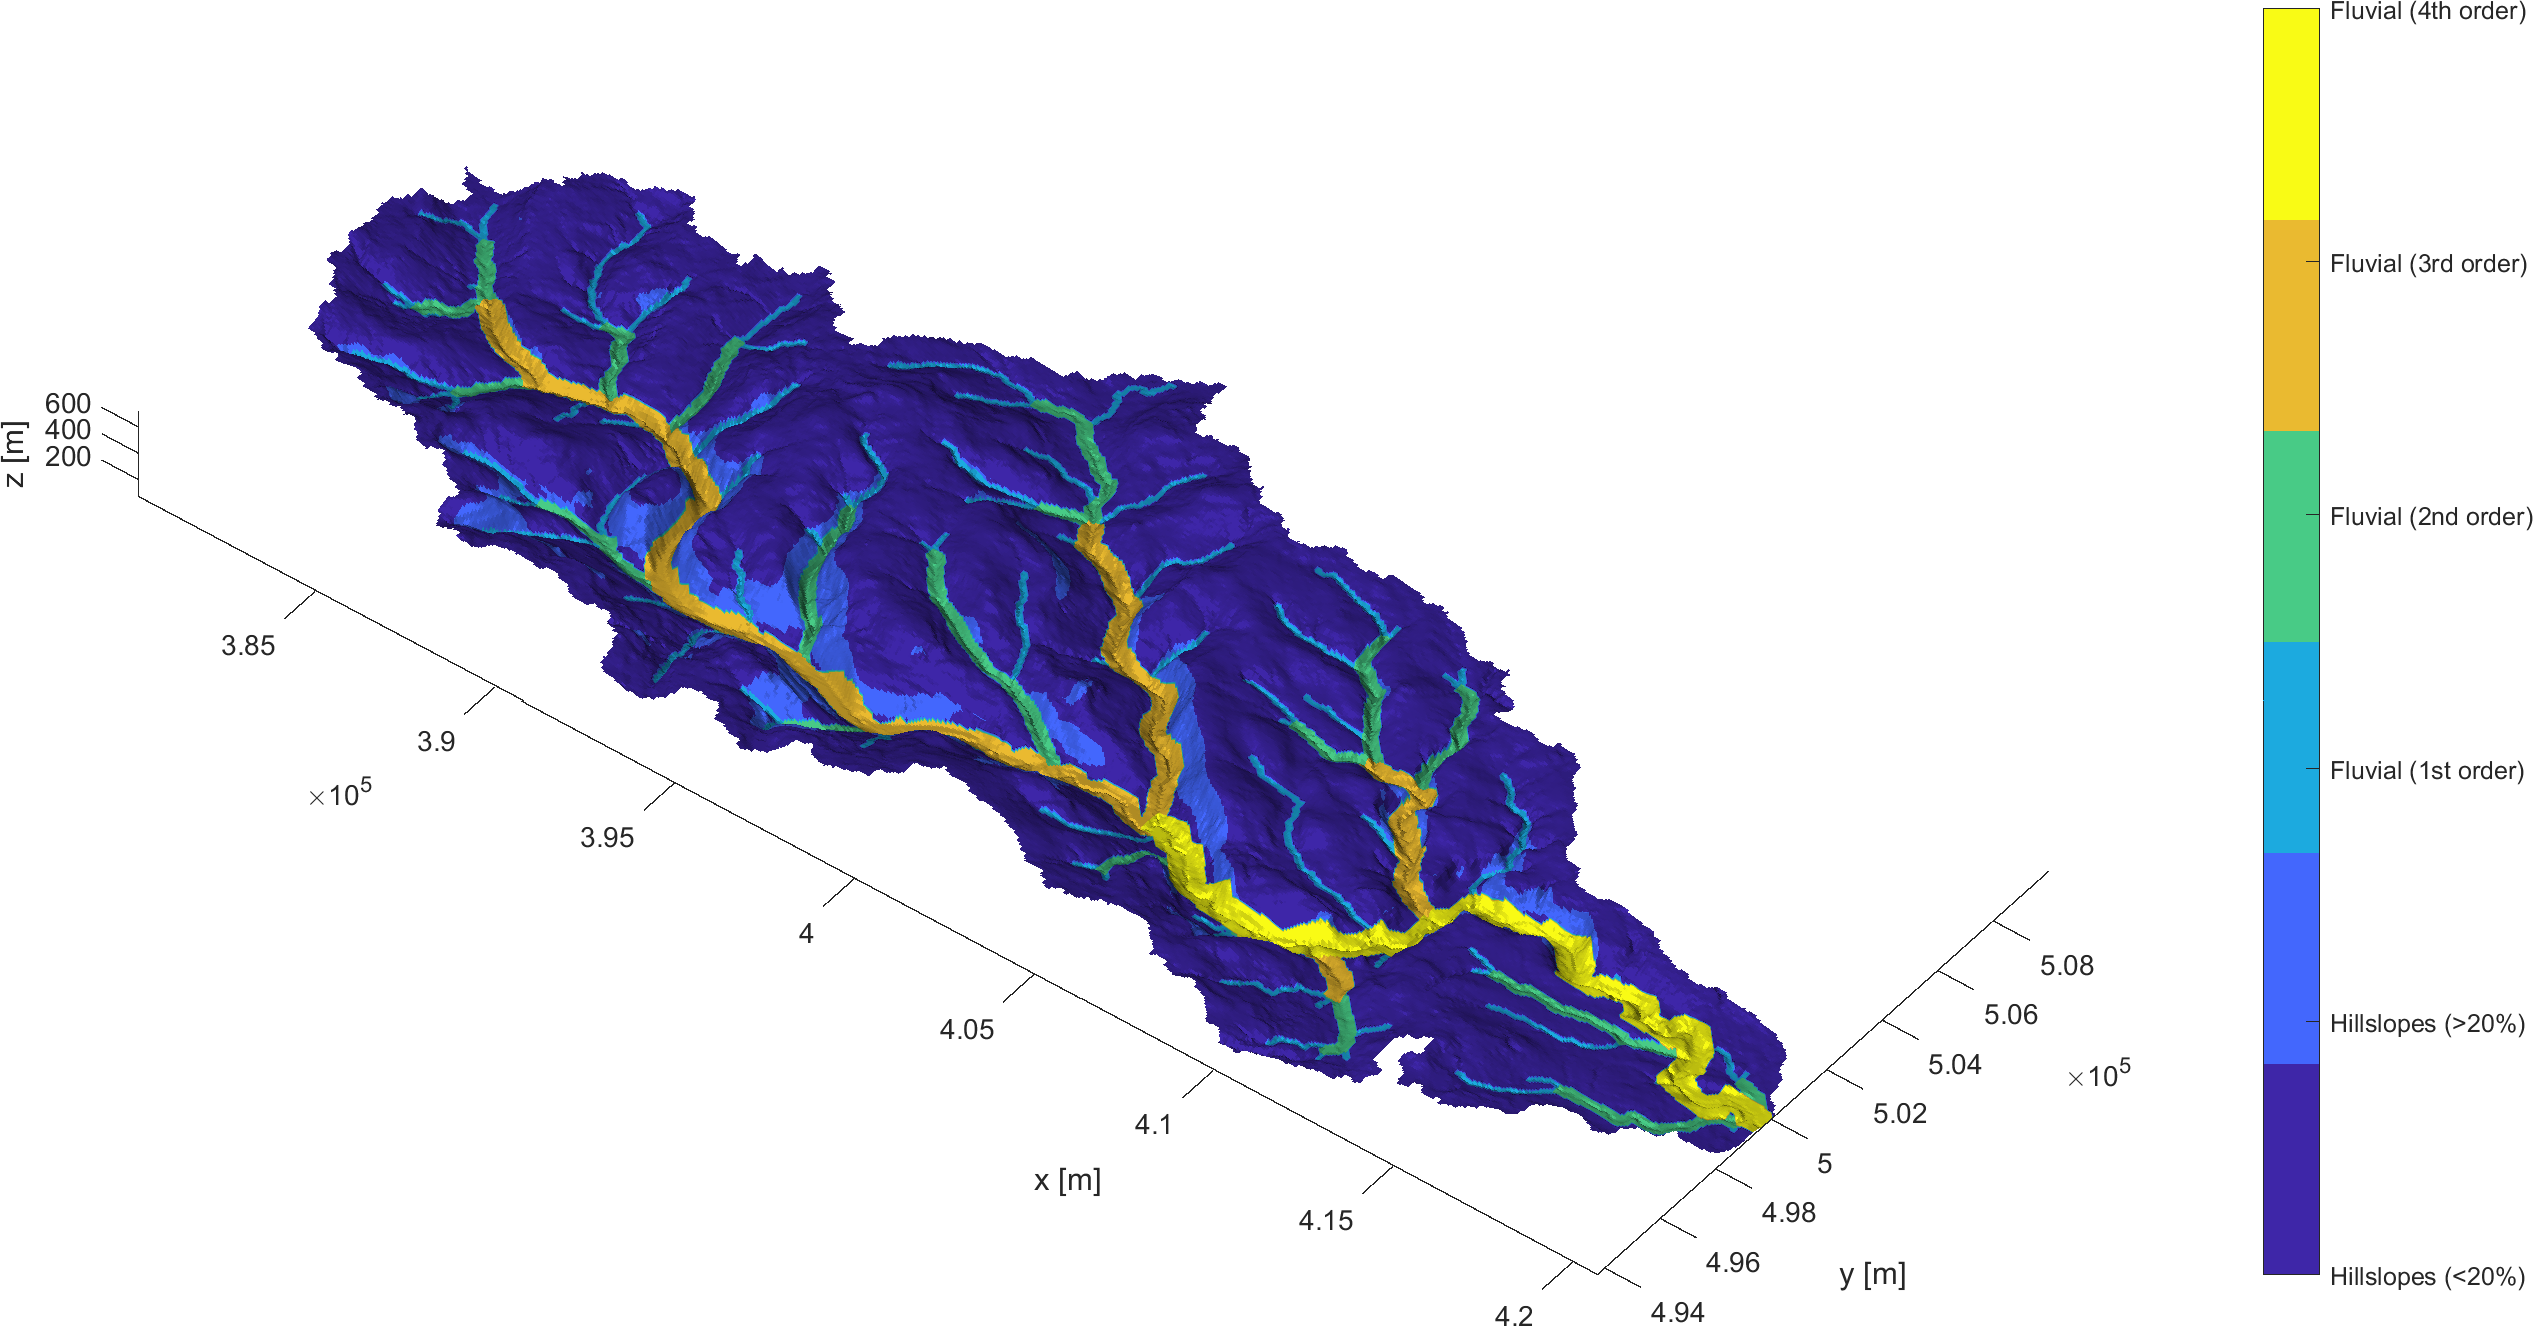 600
400
200
z [m]
3.85
3.9
×10⁵
3.95
4
4.05
4.1
x [m]
4.15
4.2
5.08
5.06
5.04
×10⁵
5.02
5
4.98
4.96
y [m]
4.94
Fluvial (4th order)
Fluvial (3rd order)
Fluvial (2nd order)
Fluvial (1st order)
Hillslopes (>20%)
Hillslopes (<20%)